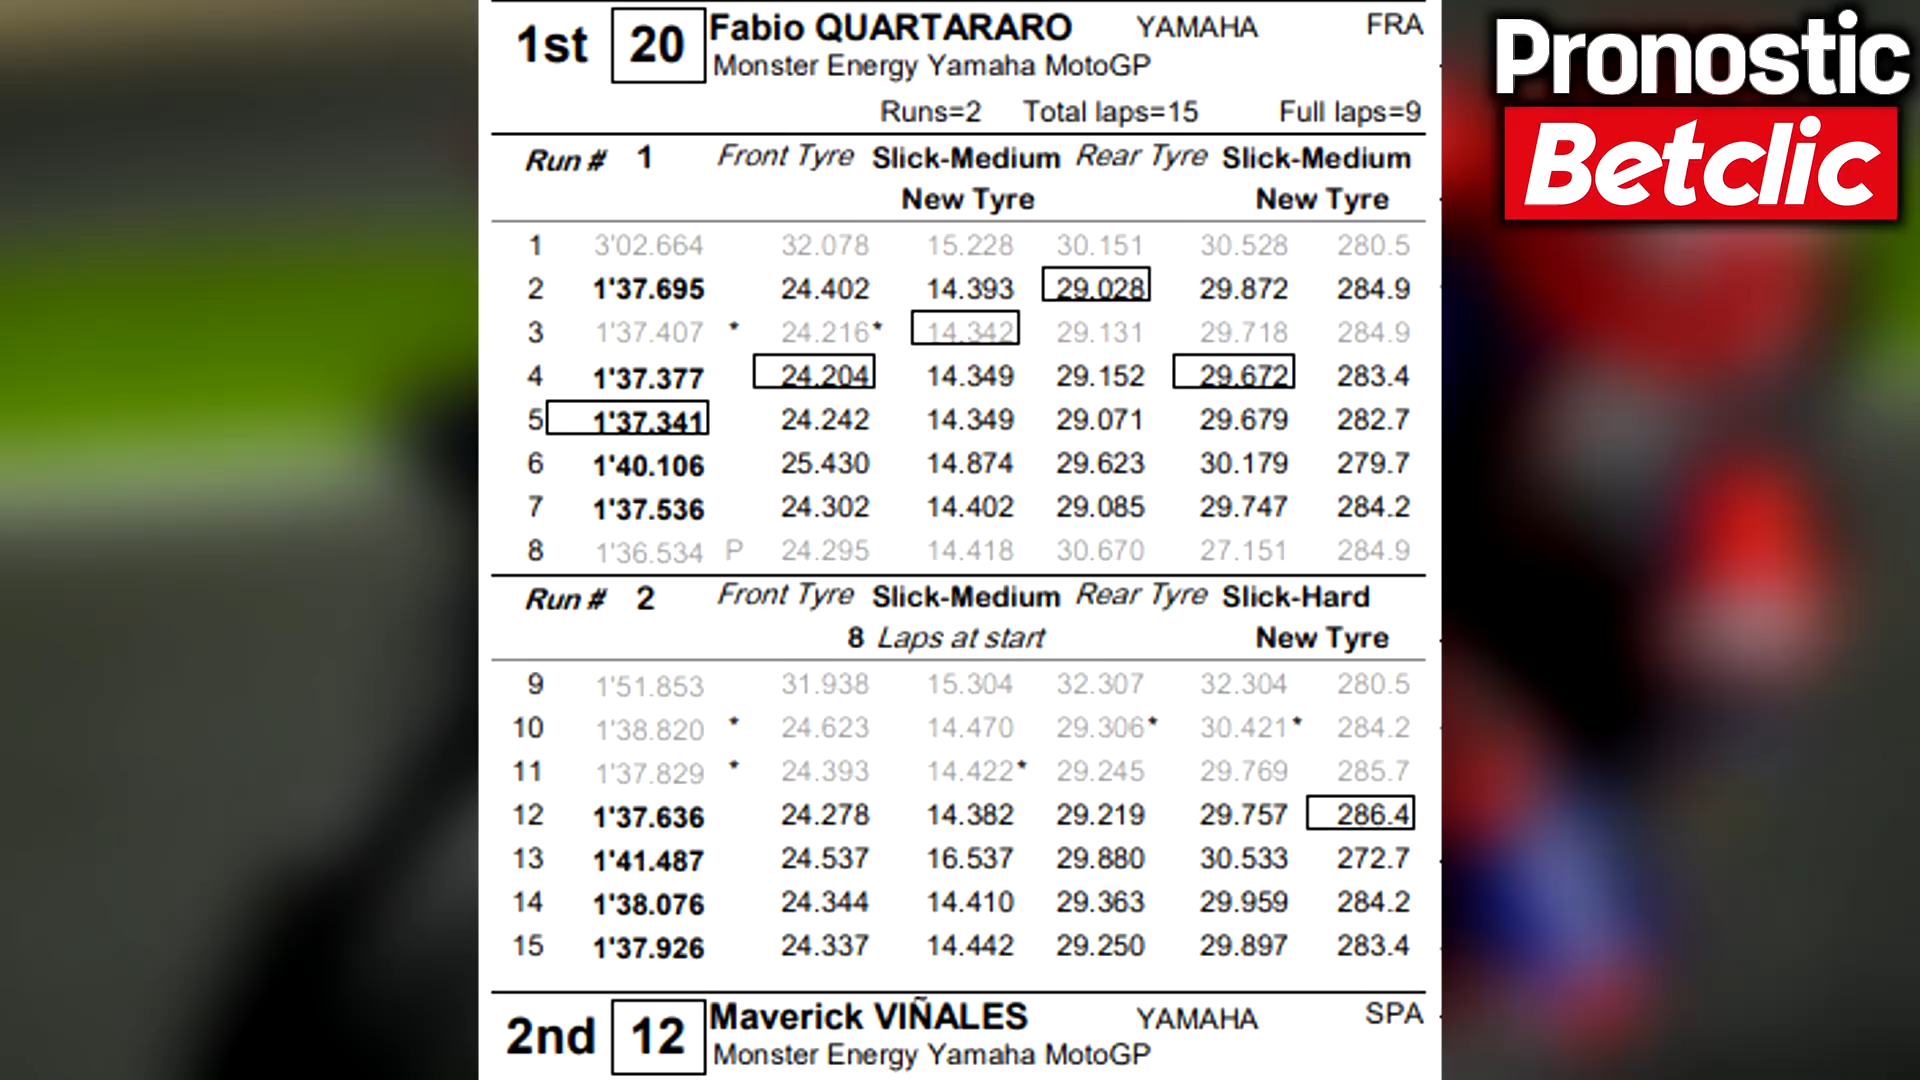 1st 20 Fabio QUARTARARO YAMAHA FRA
Monster Energy Yamaha MotoGP
Runs=2 Total laps=15 Full laps=9
Run # 1 Front Tyre Slick-Medium Rear Tyre Slick-Medium
New Tyre New Tyre
1 3'02.664 32.078 15.228 30.151 30.528 280.5
2 1'37.695 24.402 14.393 29.028 29.872 284.9
3 1'37.407 * 24.216* 14.342 29.131 29.718 284.9
4 1'37.377 24.204 14.349 29.152 29.672 283.4
5 1'37.341 24.242 14.349 29.071 29.679 282.7
6 1'40.106 25.430 14.874 29.623 30.179 279.7
7 1'37.536 24.302 14.402 29.085 29.747 284.2
8 1'36.534 P 24.295 14.418 30.670 27.151 284.9
Run # 2 Front Tyre Slick-Medium Rear Tyre Slick-Hard
8 Laps at start New Tyre
9 1'51.853 31.938 15.304 32.307 32.304 280.5
10 1'38.820 * 24.623 14.470 29.306* 30.421* 284.2
11 1'37.829 * 24.393 14.422* 29.245 29.769 285.7
12 1'37.636 24.278 14.382 29.219 29.757 286.4
13 1'41.487 24.537 16.537 29.880 30.533 272.7
14 1'38.076 24.344 14.410 29.363 29.959 284.2
15 1'37.926 24.337 14.442 29.250 29.897 283.4
2nd 12 Maverick VIÑALES YAMAHA SPA
Monster Energy Yamaha MotoGP
Pronostic
Betclic